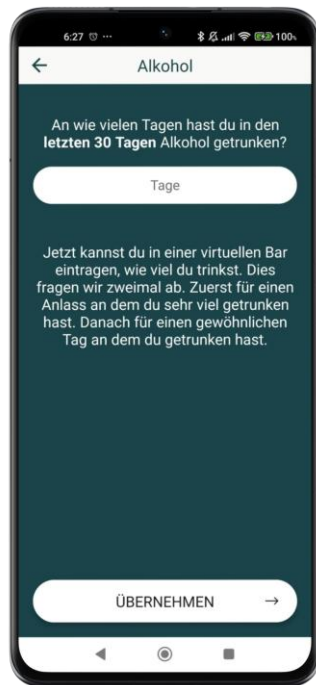 6:27 ...
100%
Alkohol
An wie vielen Tagen hast du in den
letzten 30 Tagen Alkohol getrunken?
Tage
Jetzt kannst du in einer virtuellen Bar
eintragen, wie viel du trinkst. Dies
fragen wir zweimal ab. Zuerst für einen
Anlass an dem du sehr viel getrunken
hast. Danach für einen gewöhnlichen
Tag an dem du getrunken hast.
ÜBERNEHMEN →